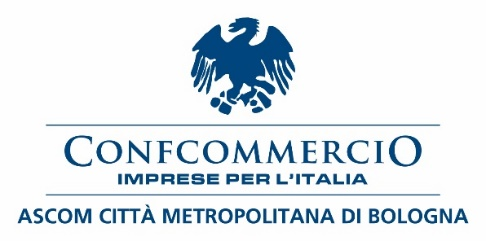 CONFCOMMERCIO
IMPRESE PER L'ITALIA
ASCOM CITTÀ METROPOLITANA DI BOLOGNA